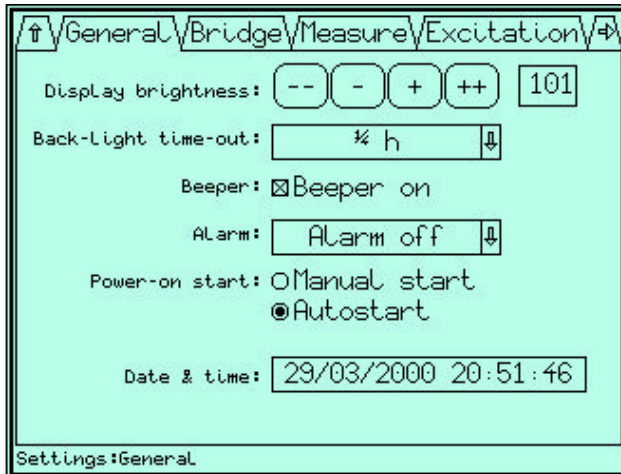 General Bridge Measure Excitation
Display brightness: -- - + ++ 101
Back-Light time-out: ¼ h
Beeper: Beeper on
Alarm: Alarm off
Power-on start: Manual start
Autostart
Date & time: 29/03/2000 20:51:46
Settings:General